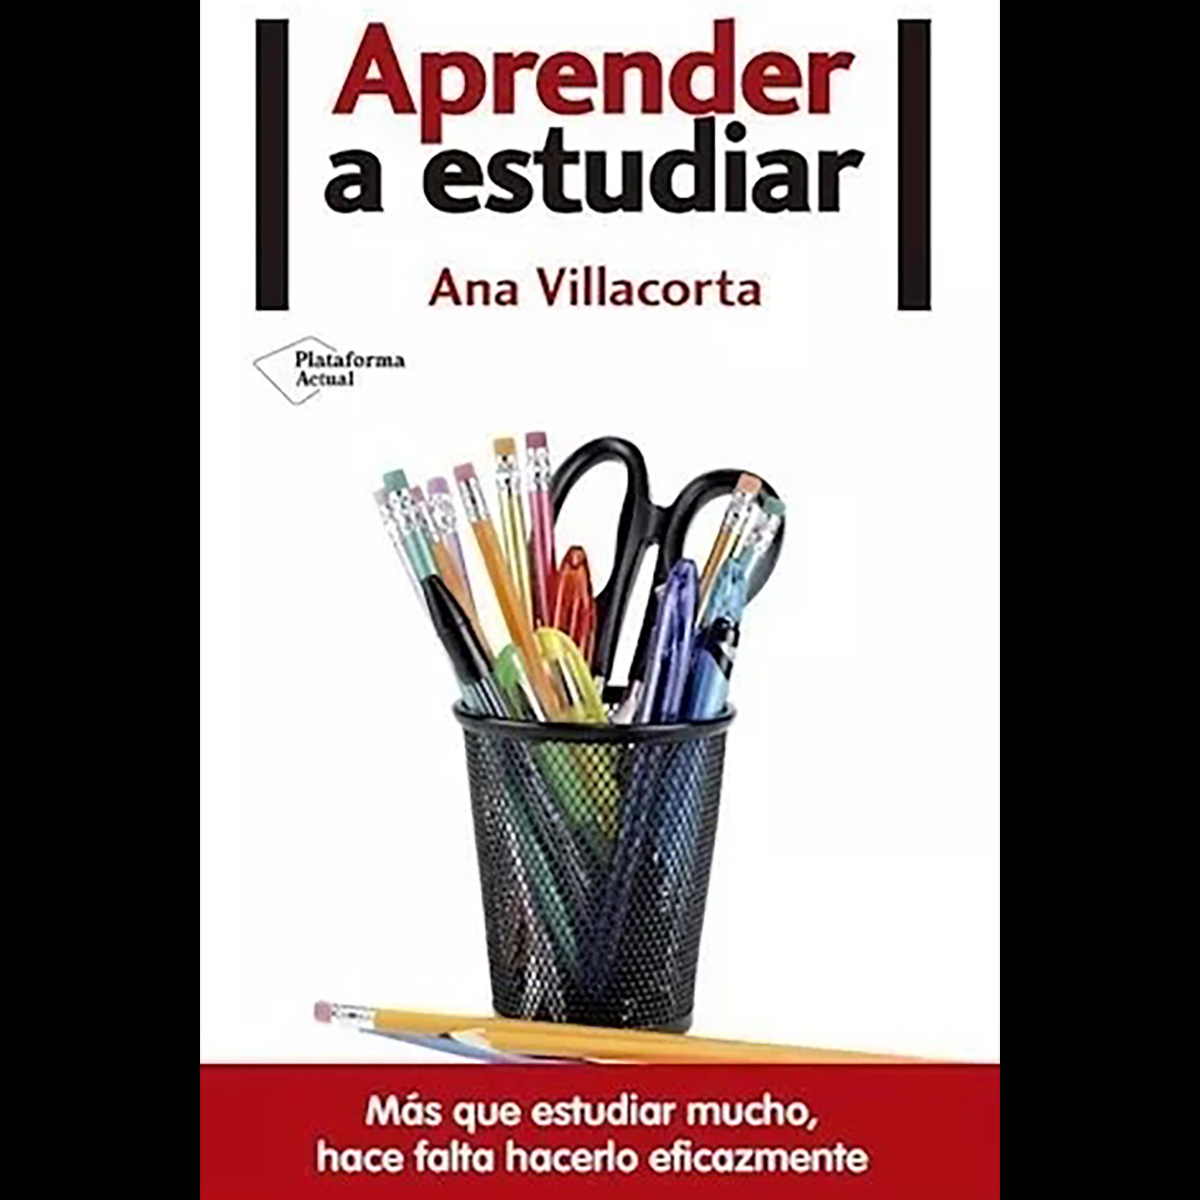 Aprender
a estudiar
Ana Villacorta
Plataforma
Actual
Más que estudiar mucho,
hace falta hacerlo eficazmente